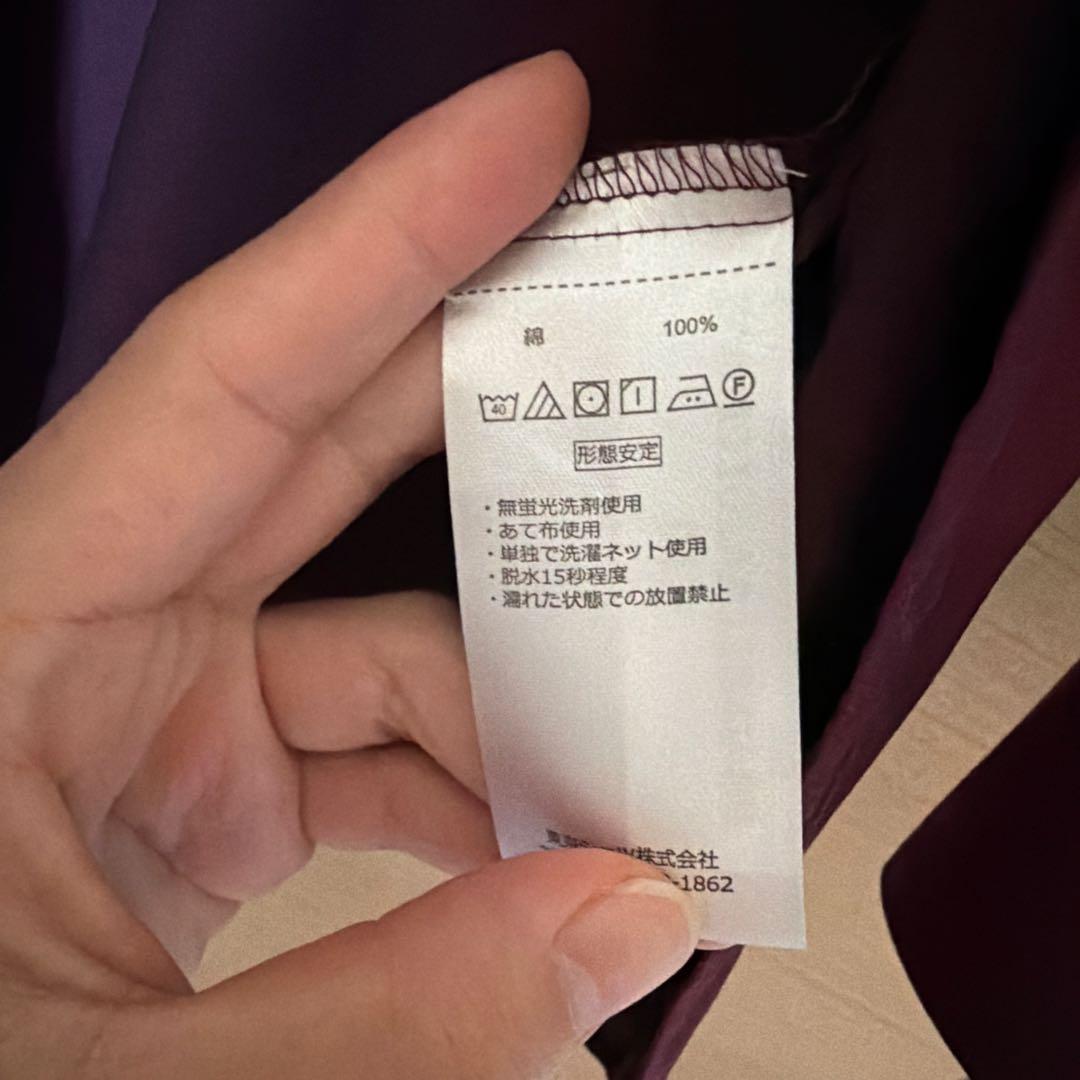 綿 100%
40 F
形態安定
・無蛍光洗剤使用
・あて布使用
・単独で洗濯ネット使用
・脱水15秒程度
・濡れた状態での放置禁止
株式会社
-1862